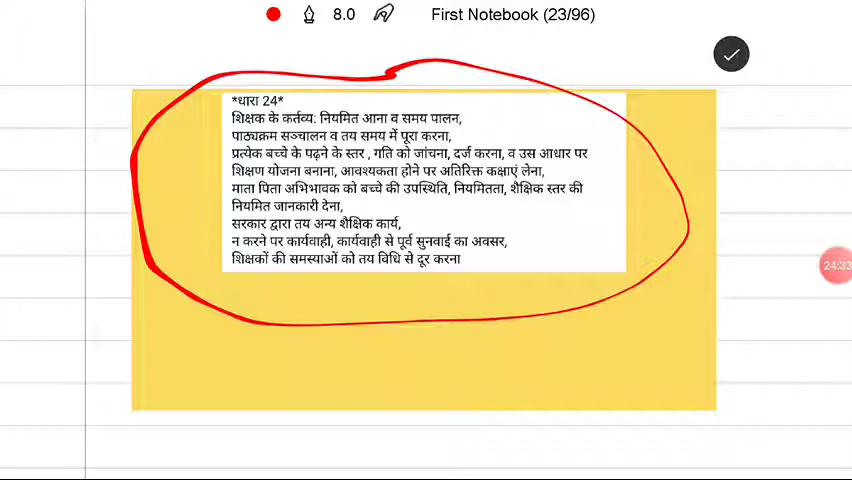 8.0 First Notebook (23/96)
*धारा 24*
शिक्षक के कर्तव्य: नियमित आना व समय पालन,
पाठ्यक्रम सञ्चालन व तय समय में पूरा करना,
प्रत्येक बच्चे के पढ़ने के स्तर , गति को जांचना, दर्ज करना, व उस आधार पर
शिक्षण योजना बनाना, आवश्यकता होने पर अतिरिक्त कक्षाएं लेना,
माता पिता अभिभावक को बच्चे की उपस्थिति, नियमितता, शैक्षिक स्तर की
नियमित जानकारी देना,
सरकार द्वारा तय अन्य शैक्षिक कार्य,
न करने पर कार्यवाही, कार्यवाही से पूर्व सुनवाई का अवसर,
शिक्षकों की समस्याओं को तय विधि से दूर करना
24:33